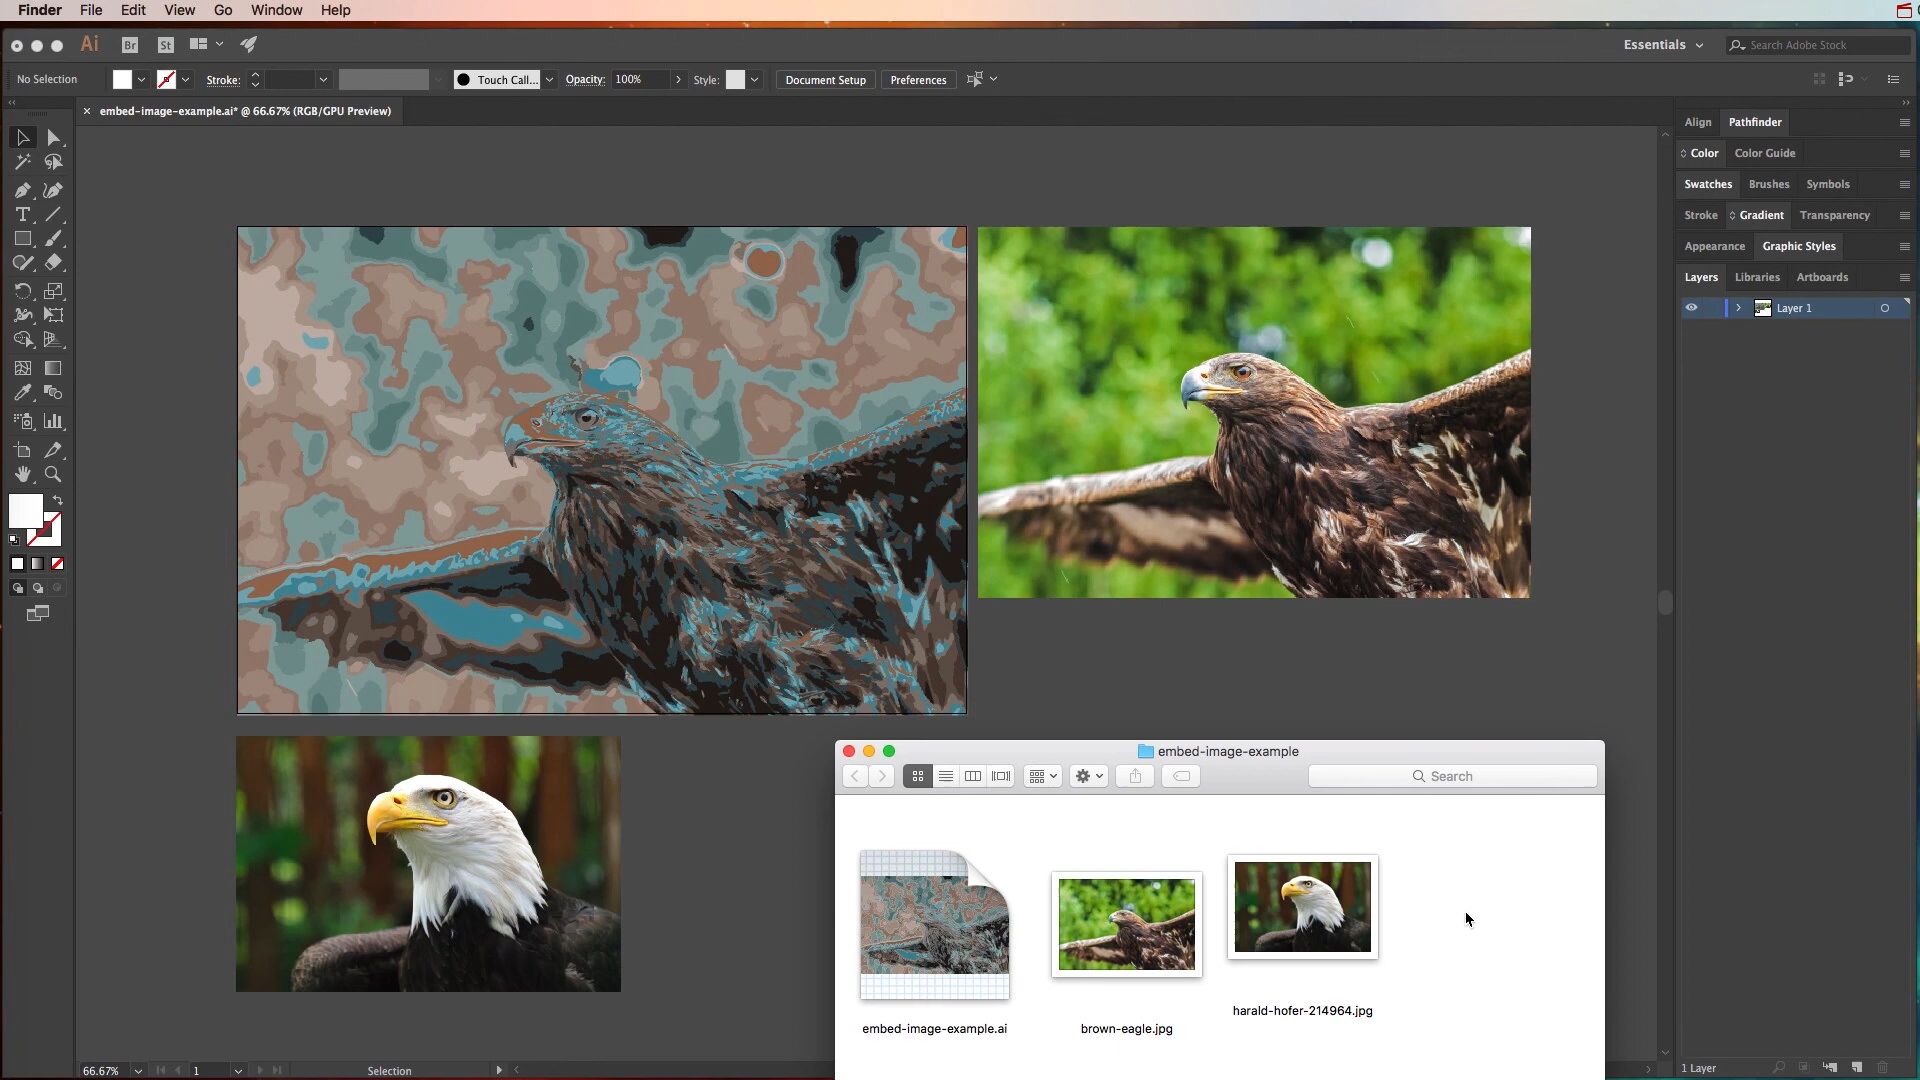 Finder File Edit View Go Window Help
Ai Br St Essentials Search Adobe Stock
No Selection Stroke: Touch Call... Opacity: 100% Style: Document Setup Preferences
× embed-image-example.ai* @ 66.67% (RGB/GPU Preview)
Align Pathfinder
Color Color Guide
Swatches Brushes Symbols
Stroke Gradient Transparency
Appearance Graphic Styles
Layers Libraries Artboards
Layer 1
embed-image-example
Search
harald-hofer-214964.jpg
embed-image-example.ai brown-eagle.jpg
66.67% 1 Selection 1 Layer